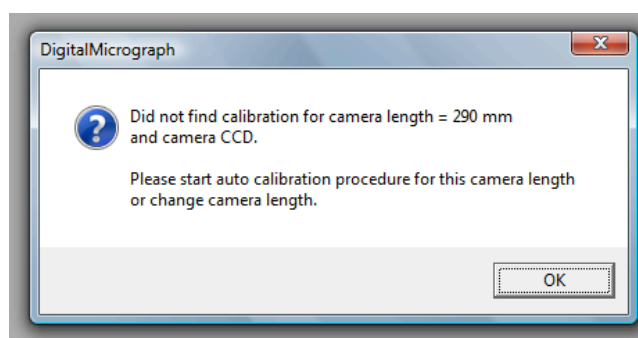 DigitalMicrograph
Did not find calibration for camera length = 290 mm
and camera CCD.
Please start auto calibration procedure for this camera length
or change camera length.
OK